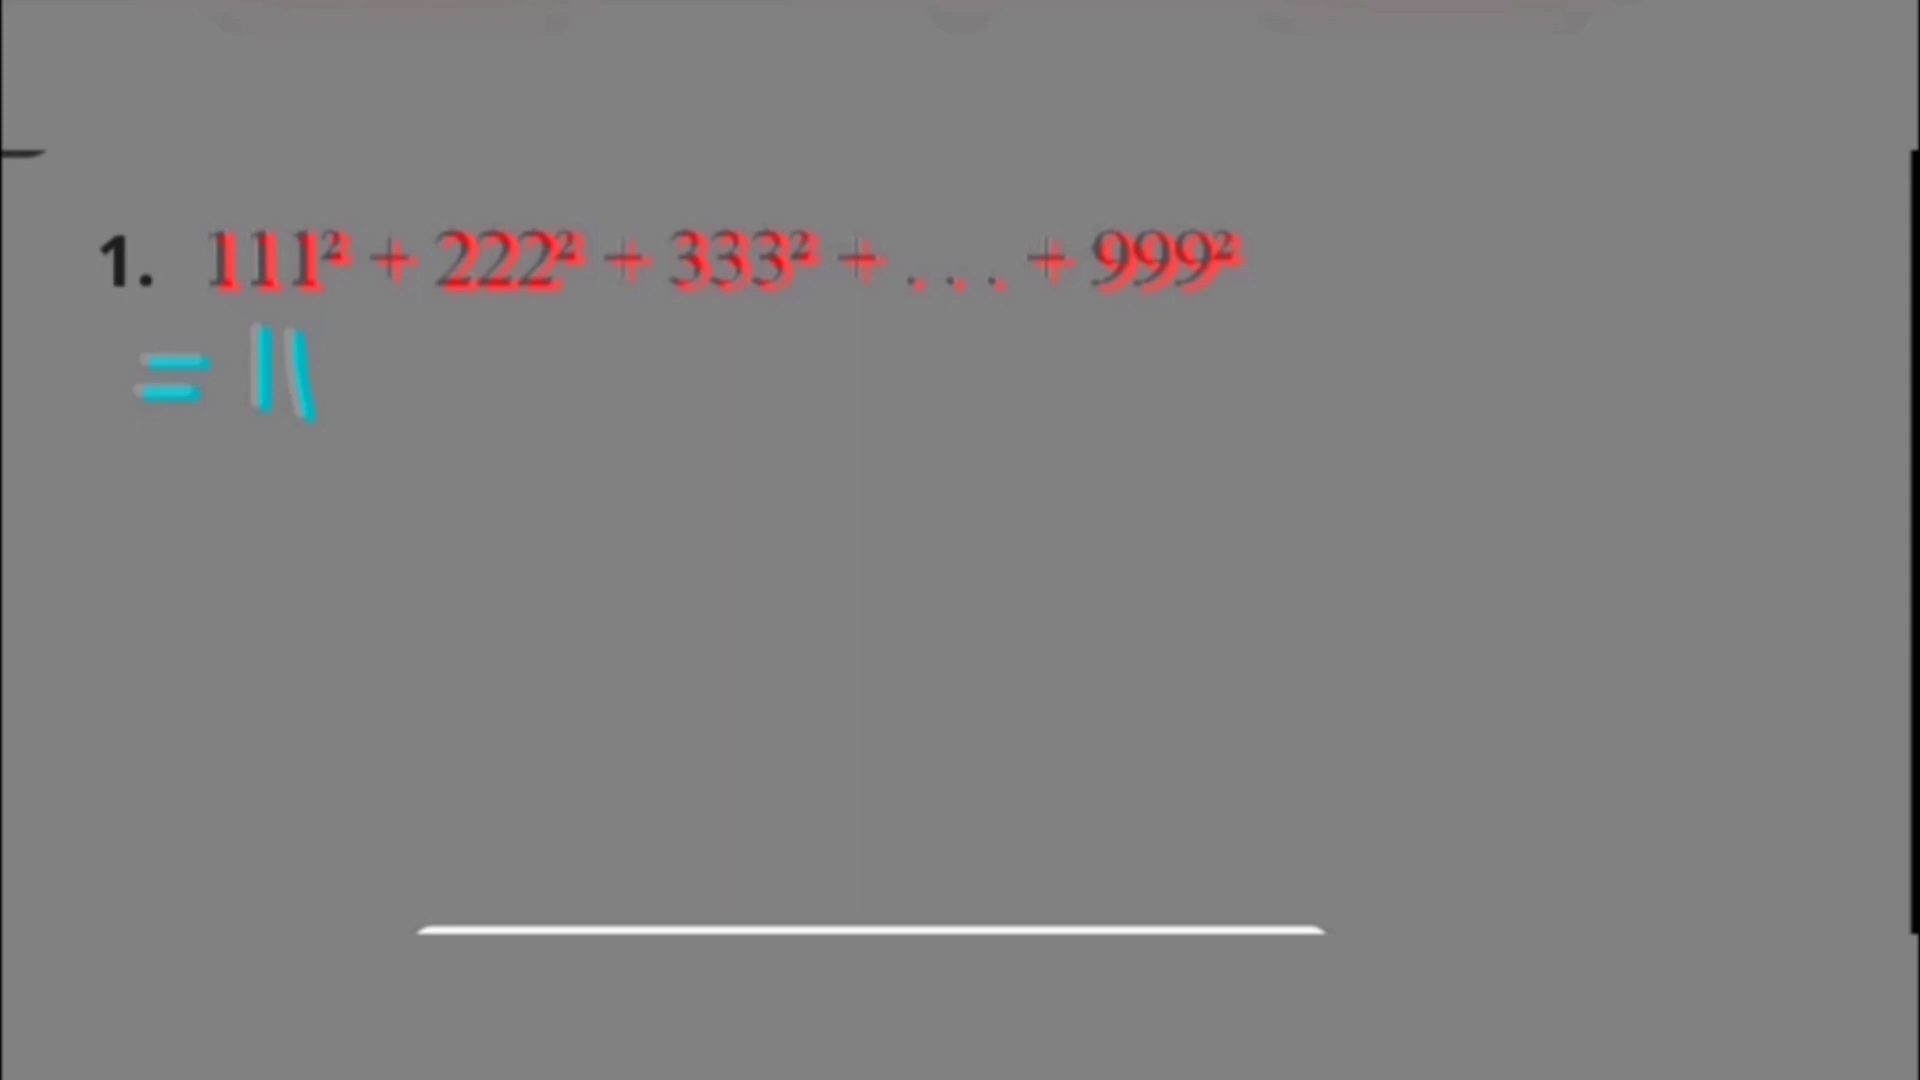 1. 111² + 222² + 333² + . . . + 999²
= 11